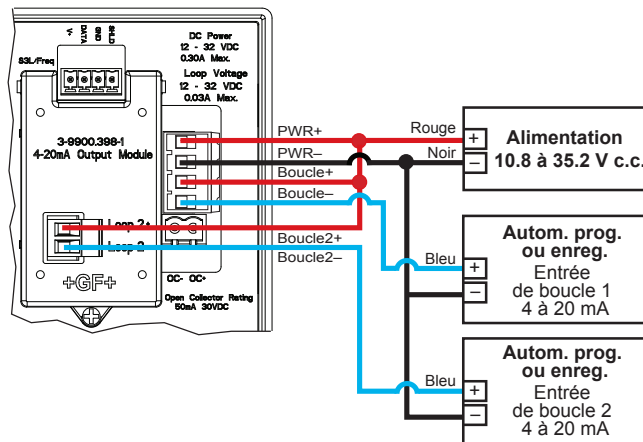 V+
DATA
GND
SHLD
S3L/Freq
DC Power
12 - 32 VDC
0.30A Max.
Loop Voltage
12 - 32 VDC
0.03A Max.
3-9900.398-1
4-20mA Output Module
Loop 2+
Loop 2-
+GF+
OC- OC+
Open Collector Rating
50mA 30VDC
PWR+
PWR–
Boucle+
Boucle–
Boucle2+
Boucle2–
Rouge
Noir
+
–
Alimentation
10.8 à 35.2 V c.c.
Bleu
+
–
Autom. prog.
ou enreg.
Entrée
de boucle 1
4 à 20 mA
Bleu
+
–
Autom. prog.
ou enreg.
Entrée
de boucle 2
4 à 20 mA